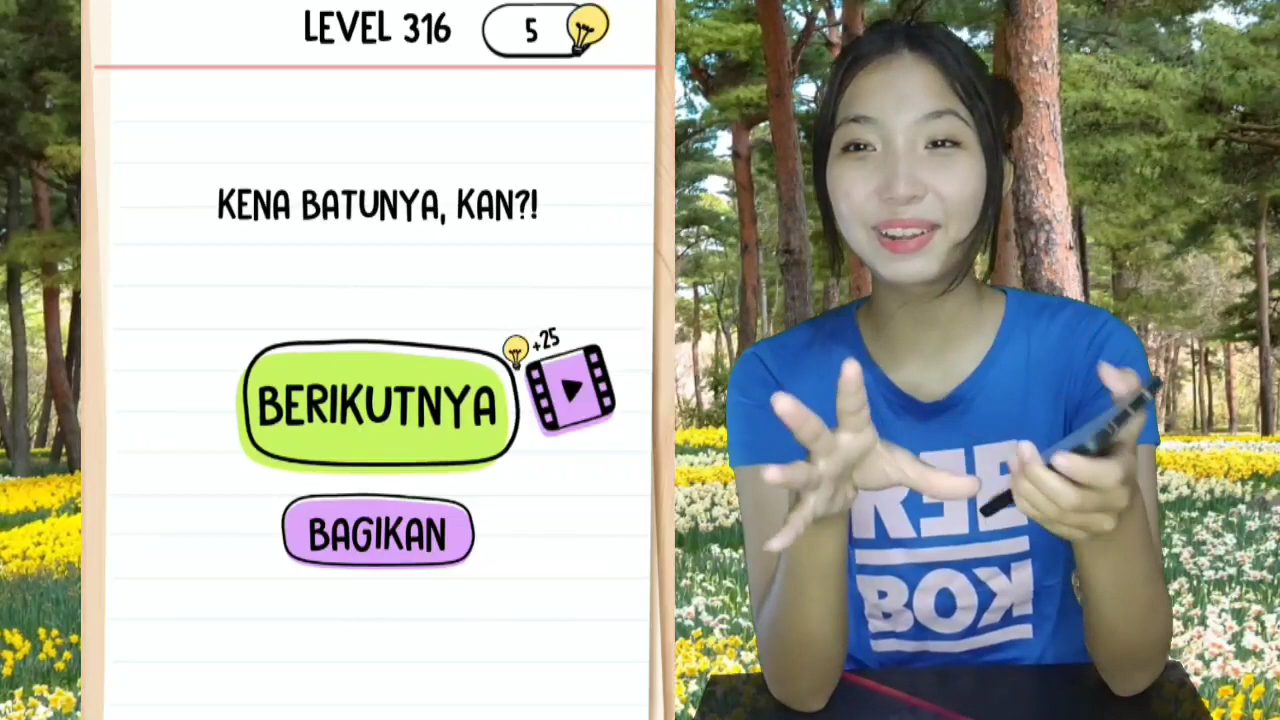 LEVEL 316
5
KENA BATUNYA, KAN?!
+25
BERIKUTNYA
BAGIKAN